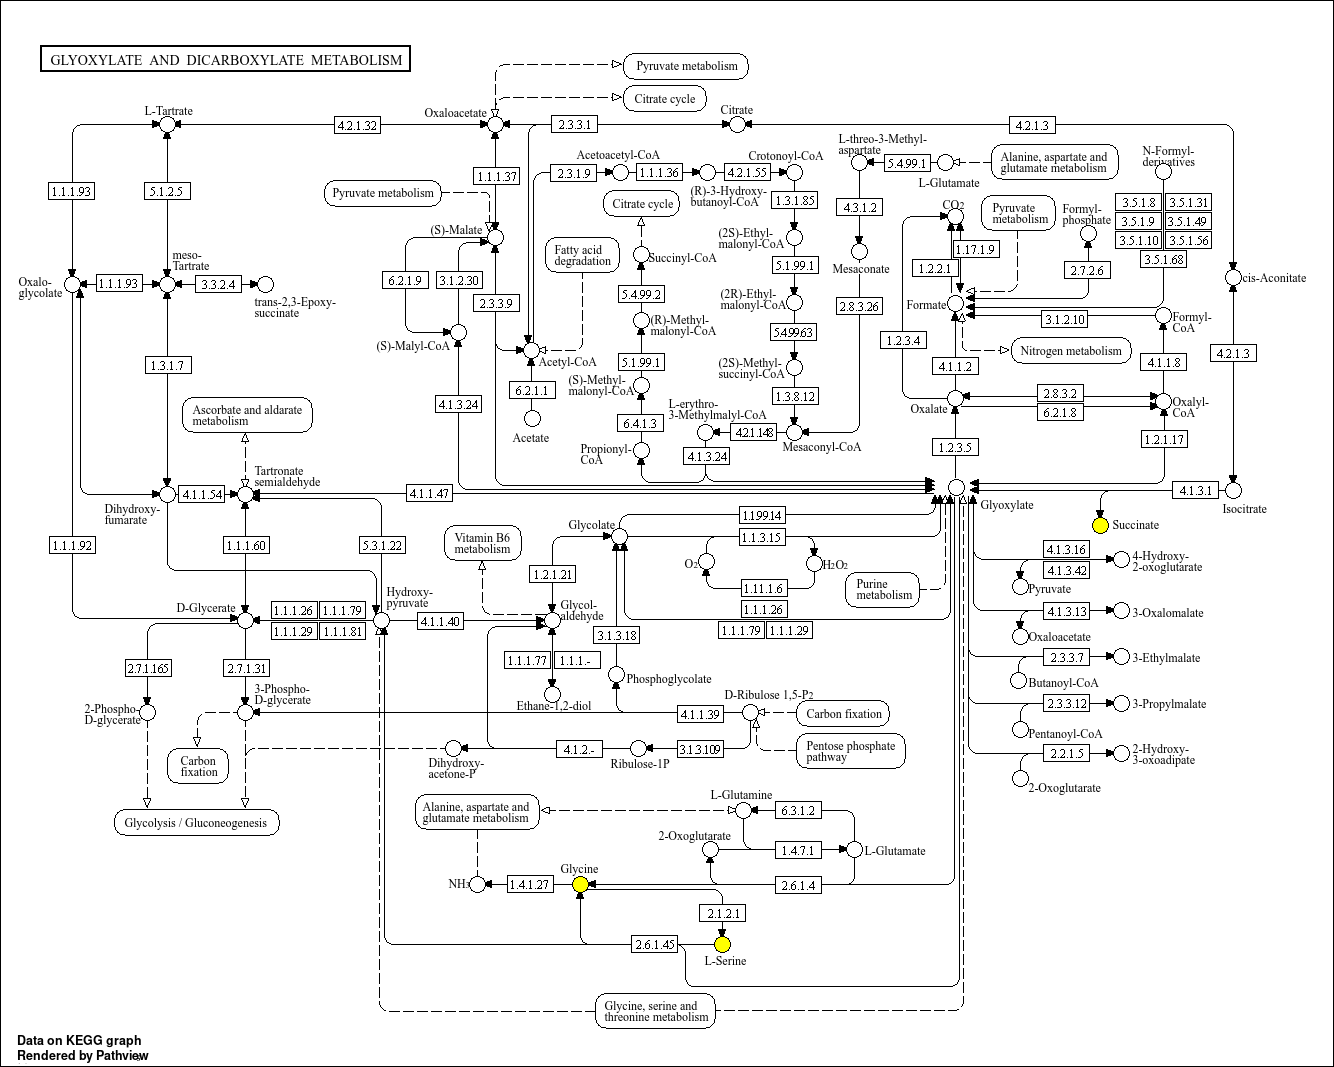 GLYOXYLATE AND DICARBOXYLATE METABOLISM
Pyruvate metabolism
Citrate cycle
L-Tartrate
Oxaloacetate
Citrate
4.2.1.32
2.3.3.1
4.2.1.3
L-threo-3-Methyl-
aspartate
Acetoacetyl-CoA
Crotonoyl-CoA
N-Formyl-
derivatives
5.4.99.1
Alanine, aspartate and
glutamate metabolism
L-Glutamate
1.1.1.37
2.3.1.9
1.1.1.36
4.2.1.55
1.1.1.93
5.1.2.5
Pyruvate metabolism
(R)-3-Hydroxy-
butanoyl-CoA
1.3.1.85
4.3.1.2
Citrate cycle
CO2
Pyruvate
metabolism
Formyl-
phosphate
3.5.1.8
3.5.1.31
3.5.1.9
3.5.1.49
3.5.1.10
3.5.1.56
3.5.1.68
(S)-Malate
(2S)-Ethyl-
malonyl-CoA
Fatty acid
degradation
Succinyl-CoA
1.17.1.9
1.2.2.1
2.7.2.6
meso-
Tartrate
5.1.99.1
Mesaconate
Oxalo-
glycolate
1.1.1.93
3.3.2.4
trans-2,3-Epoxy-
succinate
6.2.1.9
3.1.2.30
2.3.3.9
5.4.99.2
(2R)-Ethyl-
malonyl-CoA
2.8.3.26
Formate
cis-Aconitate
(R)-Methyl-
malonyl-CoA
5.4.99.63
3.1.2.10
Formyl-
CoA
(S)-Malyl-CoA
Acetyl-CoA
1.2.3.4
Nitrogen metabolism
4.2.1.3
1.3.1.7
5.1.99.1
(2S)-Methyl-
succinyl-CoA
4.1.1.2
4.1.1.8
(S)-Methyl-
malonyl-CoA
6.2.1.1
4.1.3.24
1.3.8.12
2.8.3.2
6.2.1.8
Oxalate
Oxalyl-
CoA
Ascorbate and aldarate
metabolism
L-erythro-
3-Methylmalyl-CoA
Acetate
6.4.1.3
4.2.1.148
Mesaconyl-CoA
1.2.3.5
1.2.1.17
Propionyl-
CoA
4.1.3.24
Tartronate
semialdehyde
4.1.1.54
4.1.1.47
Glyoxylate
4.1.3.1
Isocitrate
Dihydroxy-
fumarate
Succinate
Glycolate
1.1.99.14
1.1.3.15
1.1.1.92
1.1.1.60
5.3.1.22
Vitamin B6
metabolism
O2
H2O2
1.2.1.21
1.11.1.6
Purine
metabolism
4.1.3.16
4.1.3.42
4-Hydroxy-
2-oxoglutarate
Pyruvate
D-Glycerate
1.1.1.26
1.1.1.79
1.1.1.29
1.1.1.81
Hydroxy-
pyruvate
4.1.1.40
Glycol-
aldehyde
1.1.1.26
1.1.1.79
1.1.1.29
4.1.3.13
3-Oxalomalate
Oxaloacetate
3.1.3.18
2.7.1.165
2.7.1.31
1.1.1.77
1.1.1.-
2.3.3.7
3-Ethylmalate
Phosphoglycolate
Butanoyl-CoA
2-Phospho-
D-glycerate
3-Phospho-
D-glycerate
Ethane-1,2-diol
D-Ribulose 1,5-P2
4.1.1.39
Carbon fixation
2.3.3.12
3-Propylmalate
Pentanoyl-CoA
Carbon
fixation
Dihydroxy-
acetone-P
4.1.2.-
Ribulose-1P
3.1.3.109
Pentose phosphate
pathway
2.2.1.5
2-Hydroxy-
3-oxoadipate
2-Oxoglutarate
Glycolysis / Gluconeogenesis
Alanine, aspartate and
glutamate metabolism
L-Glutamine
6.3.1.2
2-Oxoglutarate
1.4.7.1
L-Glutamate
NH3
1.4.1.27
Glycine
2.6.1.4
2.1.2.1
2.6.1.45
L-Serine
Glycine, serine and
threonine metabolism
Data on KEGG graph
Rendered by Pathview